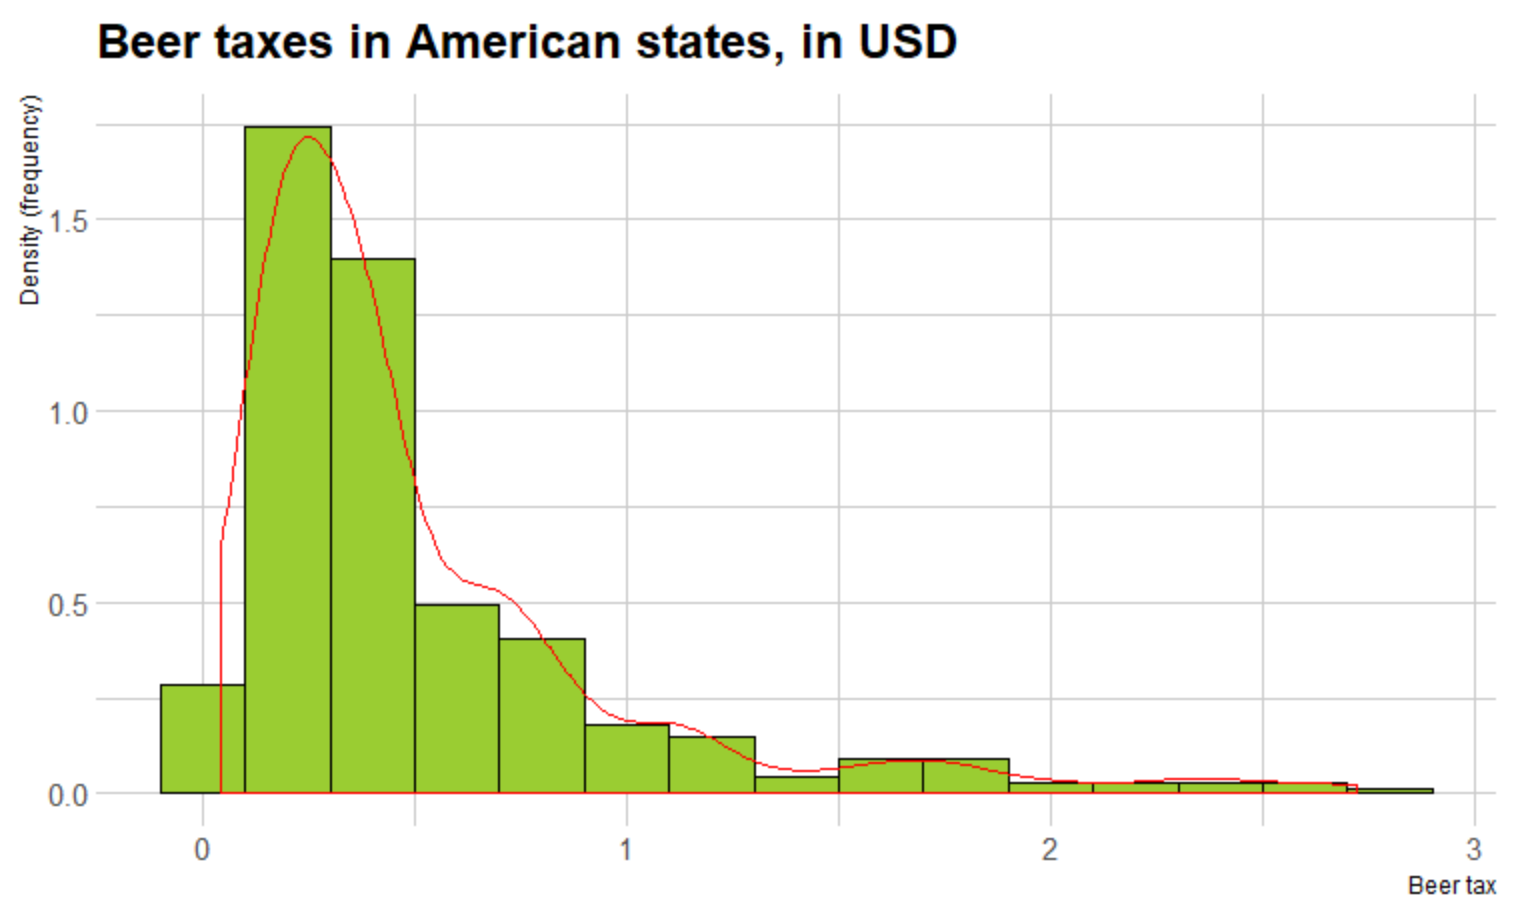 Beer taxes in American states, in USD
Density (frequency)
1.5
1.0
0.5
0.0
0
1
2
3
Beer tax